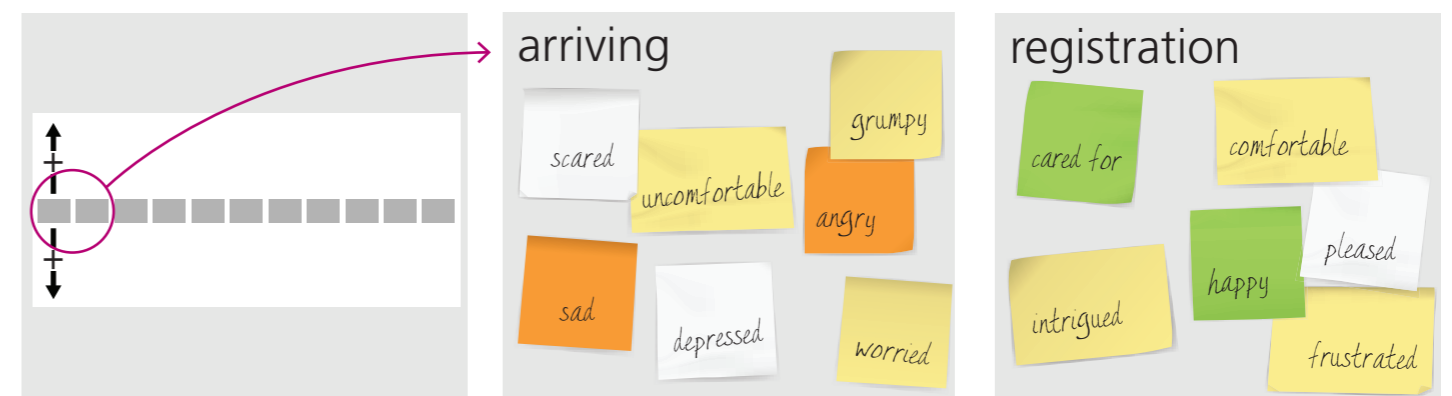 +
+
arriving
scared
uncomfortable
grumpy
angry
sad
depressed
worried
registration
cared for
comfortable
pleased
happy
intrigued
frustrated